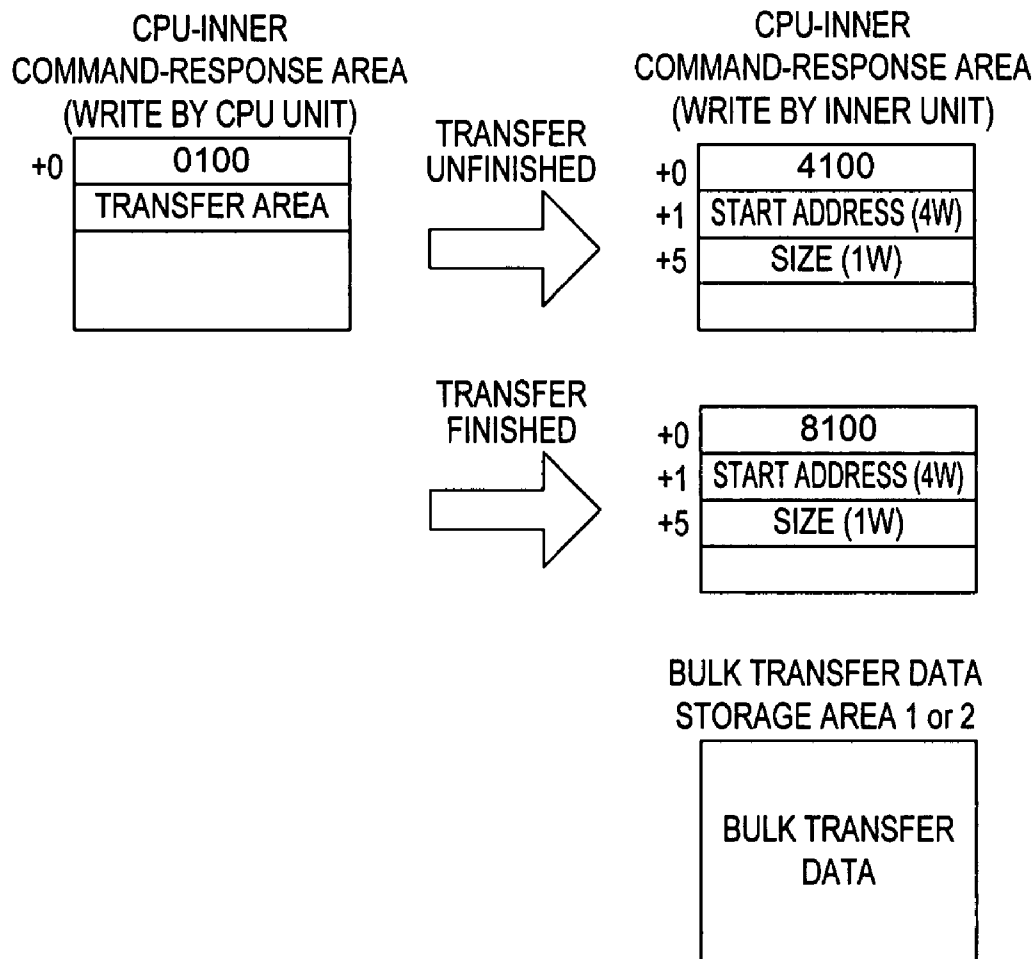 CPU-INNER
COMMAND-RESPONSE AREA
(WRITE BY CPU UNIT)
+0 0100
TRANSFER AREA
TRANSFER
UNFINISHED
CPU-INNER
COMMAND-RESPONSE AREA
(WRITE BY INNER UNIT)
+0 4100
+1 START ADDRESS (4W)
+5 SIZE (1W)
TRANSFER
FINISHED
+0 8100
+1 START ADDRESS (4W)
+5 SIZE (1W)
BULK TRANSFER DATA
STORAGE AREA 1 or 2
BULK TRANSFER
DATA